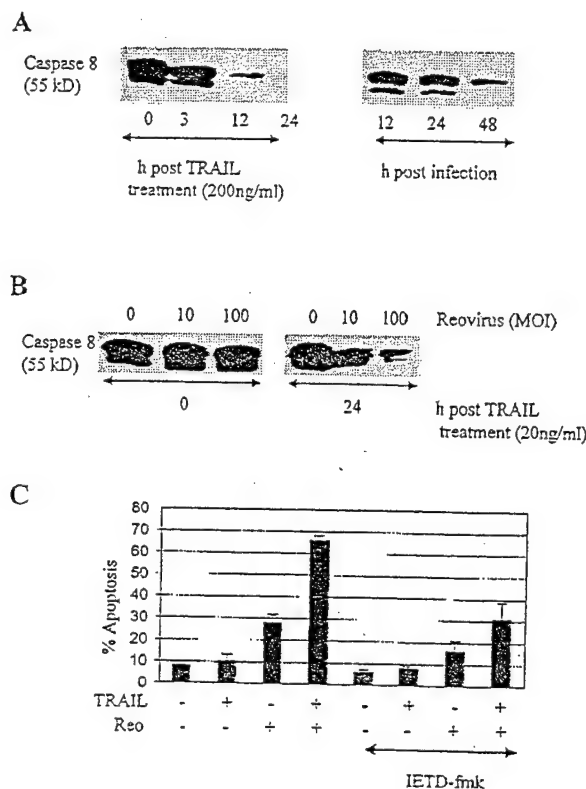 A
Caspase 8
(55 kD)
0 3 12 24
12 24 48
h post TRAIL
treatment (200ng/ml)
h post infection
B
0 10 100 0 10 100 Reovirus (MOI)
Caspase 8
(55 kD)
0 24 h post TRAIL
treatment (20ng/ml)
C
80
70
60
50
40
30
20
10
0
% Apoptosis
TRAIL - + - + - + - +
Reo - - + + - - + +
IETD-fmk